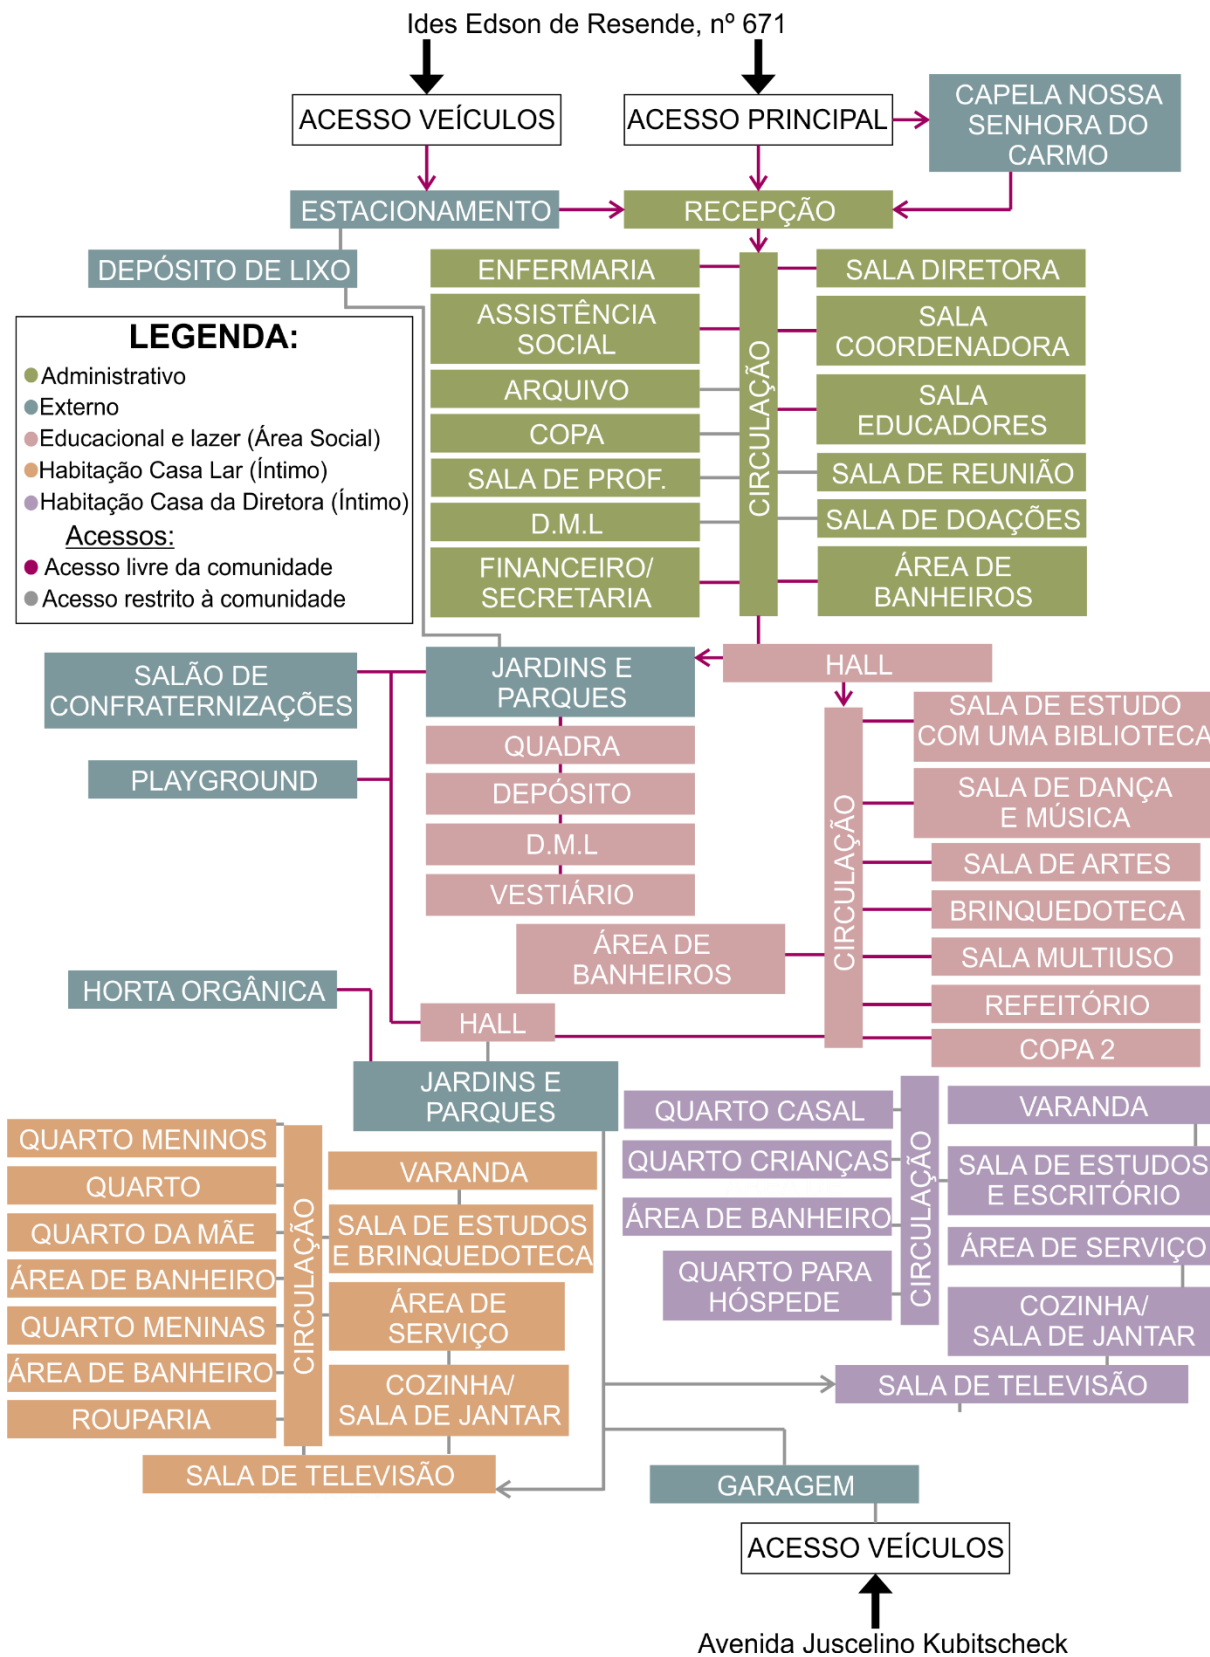 Ides Edson de Resende, nº 671
ACESSO VEÍCULOS
ACESSO PRINCIPAL
CAPELA NOSSA
SENHORA DO
CARMO
ESTACIONAMENTO
RECEPÇÃO
DEPÓSITO DE LIXO
LEGENDA:
Administrativo
Externo
Educacional e lazer (Área Social)
Habitação Casa Lar (Íntimo)
Habitação Casa da Diretora (Íntimo)
Acessos:
Acesso livre da comunidade
Acesso restrito à comunidade
ENFERMARIA
ASSISTÊNCIA
SOCIAL
ARQUIVO
COPA
SALA DE PROF.
D.M.L
FINANCEIRO/
SECRETARIA
CIRCULAÇÃO
SALA DIRETORA
SALA
COORDENADORA
SALA
EDUCADORES
SALA DE REUNIÃO
SALA DE DOAÇÕES
ÁREA DE
BANHEIROS
SALÃO DE
CONFRATERNIZAÇÕES
JARDINS E
PARQUES
HALL
PLAYGROUND
QUADRA
DEPÓSITO
D.M.L
VESTIÁRIO
ÁREA DE
BANHEIROS
CIRCULAÇÃO
SALA DE ESTUDO
COM UMA BIBLIOTECA
SALA DE DANÇA
E MÚSICA
SALA DE ARTES
BRINQUEDOTECA
SALA MULTIUSO
REFEITÓRIO
COPA 2
HORTA ORGÂNICA
HALL
JARDINS E
PARQUES
QUARTO MENINOS
QUARTO
QUARTO DA MÃE
ÁREA DE BANHEIRO
QUARTO MENINAS
ÁREA DE BANHEIRO
ROUPARIA
CIRCULAÇÃO
VARANDA
SALA DE ESTUDOS
E BRINQUEDOTECA
ÁREA DE
SERVIÇO
COZINHA/
SALA DE JANTAR
SALA DE TELEVISÃO
QUARTO CASAL
QUARTO CRIANÇAS
ÁREA DE BANHEIRO
QUARTO PARA
HÓSPEDE
CIRCULAÇÃO
VARANDA
SALA DE ESTUDOS
E ESCRITÓRIO
ÁREA DE SERVIÇO
COZINHA/
SALA DE JANTAR
SALA DE TELEVISÃO
GARAGEM
ACESSO VEÍCULOS
Avenida Juscelino Kubitscheck